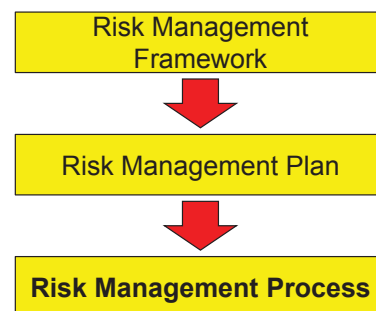 Risk Management
Framework
Risk Management Plan
Risk Management Process